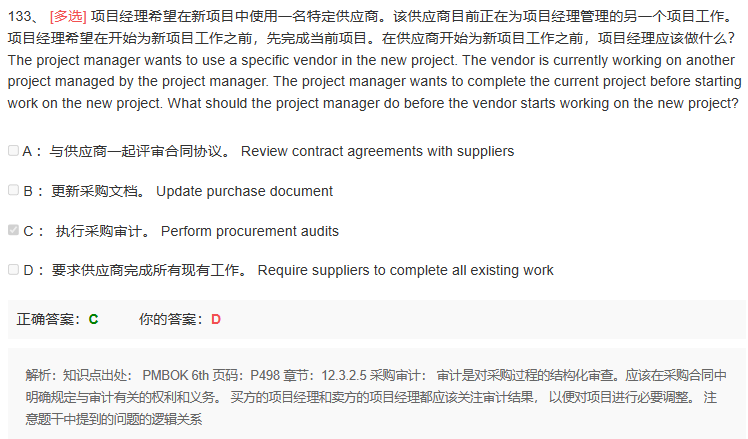 133、 [多选] 项目经理希望在新项目中使用一名特定供应商。该供应商目前正在为项目经理管理的另一个项目工作。
项目经理希望在开始为新项目工作之前，先完成当前项目。在供应商开始为新项目工作之前，项目经理应该做什么？
The project manager wants to use a specific vendor in the new project. The vendor is currently working on another
project managed by the project manager. The project manager wants to complete the current project before starting
work on the new project. What should the project manager do before the vendor starts working on the new project?
A： 与供应商一起评审合同协议。 Review contract agreements with suppliers
B： 更新采购文档。 Update purchase document
C： 执行采购审计。 Perform procurement audits
D： 要求供应商完成所有现有工作。 Require suppliers to complete all existing work
正确答案：C 你的答案：D
解析：知识点出处： PMBOK 6th 页码：P498 章节：12.3.2.5 采购审计： 审计是对采购过程的结构化审查。应该在采购合同中
明确规定与审计有关的权利和义务。 买方的项目经理和卖方的项目经理都应该关注审计结果， 以便对项目进行必要调整。 注
意题干中提到的问题的逻辑关系